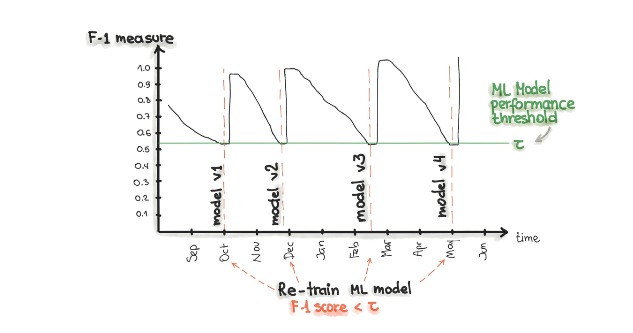 F-1 measure
1.0
0.9
0.8
0.7
0.6
0.5
0.4
0.3
0.2
0.1
ML Model
performance
threshold
τ
model v1
model v2
model v3
model v4
Sep
Oct
Nov
Dec
Jan
Feb
Mar
Apr
May
Jun
time
Re-train ML model
F-1 score < τ